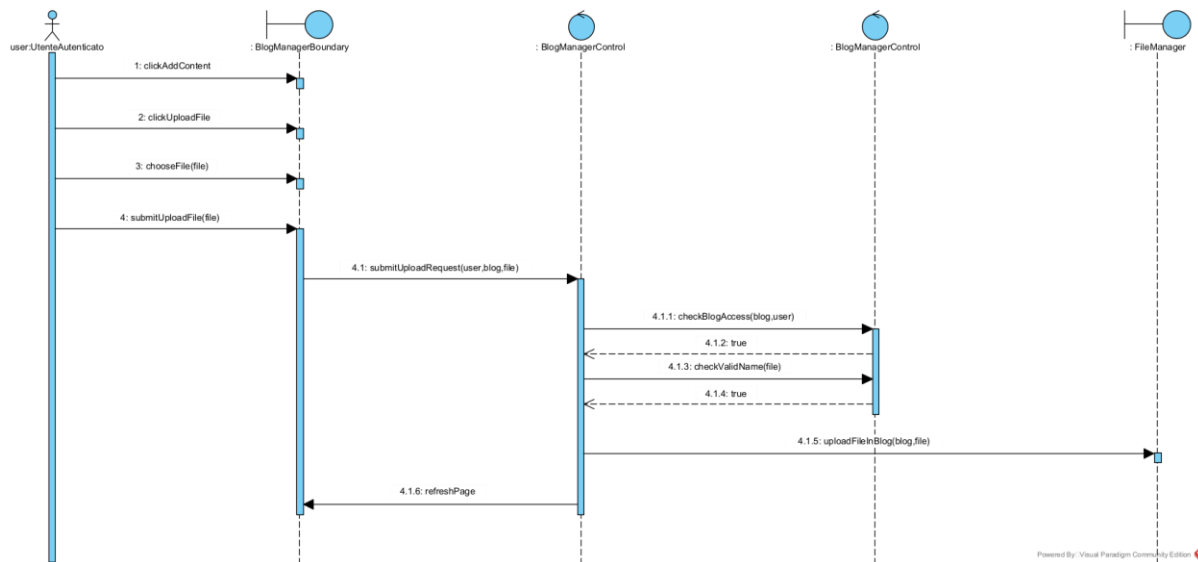 user:UtenteAutenticato
: BlogManagerBoundary
: BlogManagerControl
: BlogManagerControl
: FileManager
1: clickAddContent
2: clickUploadFile
3: chooseFile(file)
4: submitUploadFile(file)
4.1: submitUploadRequest(user,blog,file)
4.1.1: checkBlogAccess(blog,user)
4.1.2: true
4.1.3: checkValidName(file)
4.1.4: true
4.1.5: uploadFileInBlog(blog,file)
4.1.6: refreshPage
Powered By: Visual Paradigm Community Edition